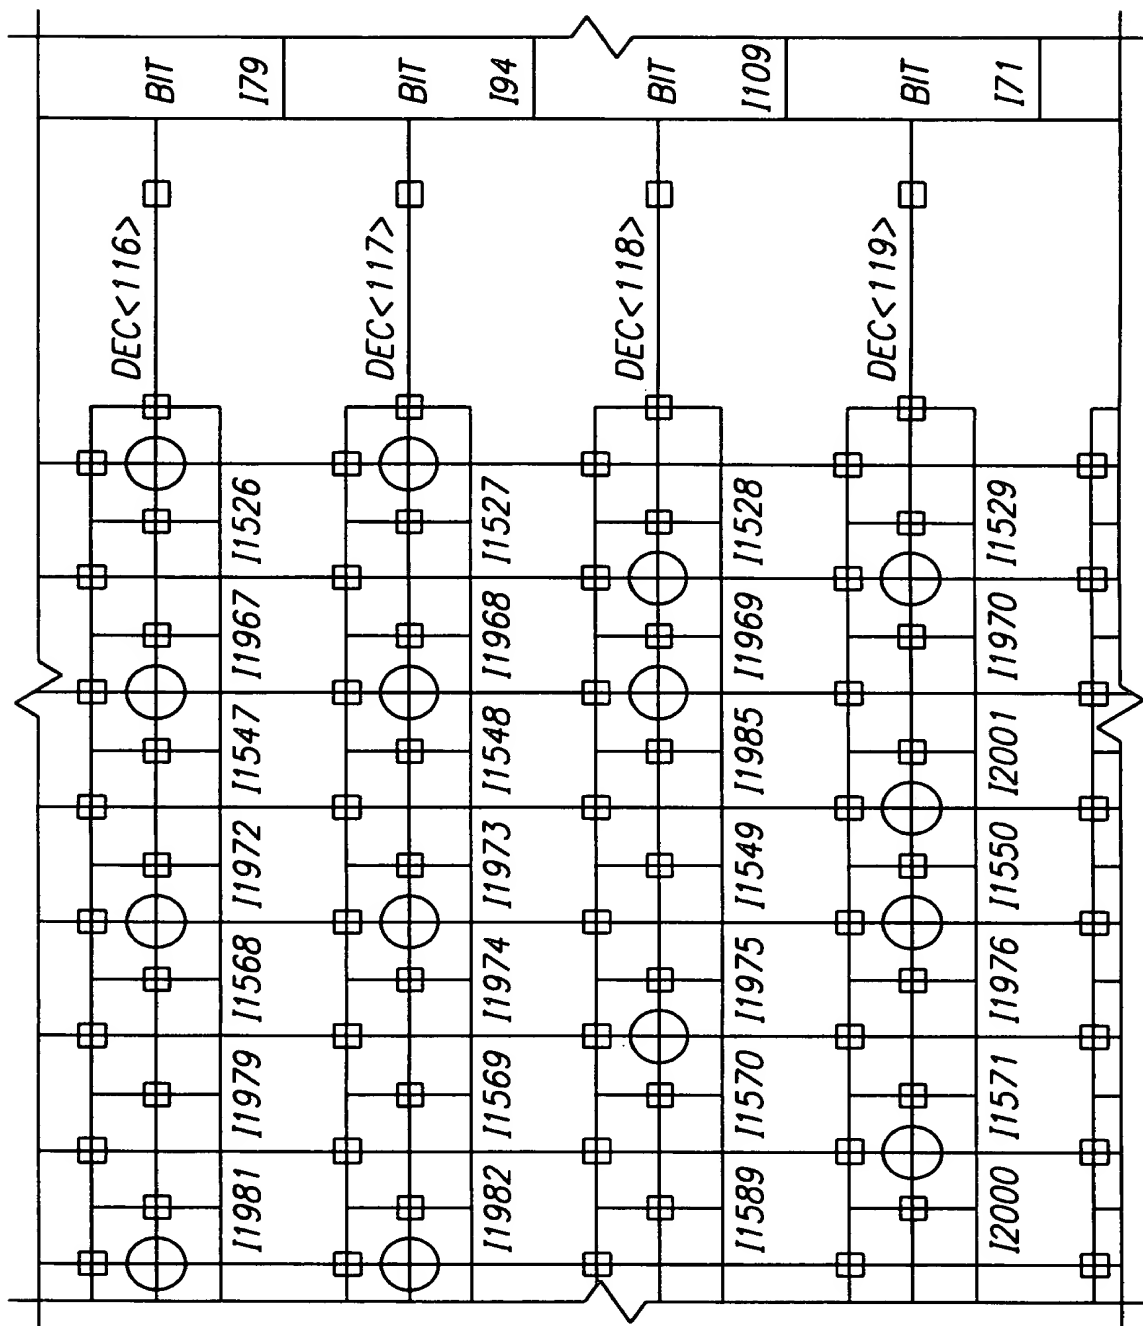 BIT
I79
DEC<116>
I1981 I1979 I1568 I1972 I1547 I1967 I1526
BIT
I94
DEC<117>
I1982 I1569 I1974 I1973 I1548 I1968 I1527
BIT
I109
DEC<118>
I1589 I1570 I1975 I1549 I1985 I1969 I1528
BIT
I71
DEC<119>
I2000 I1571 I1976 I1550 I2001 I1970 I1529